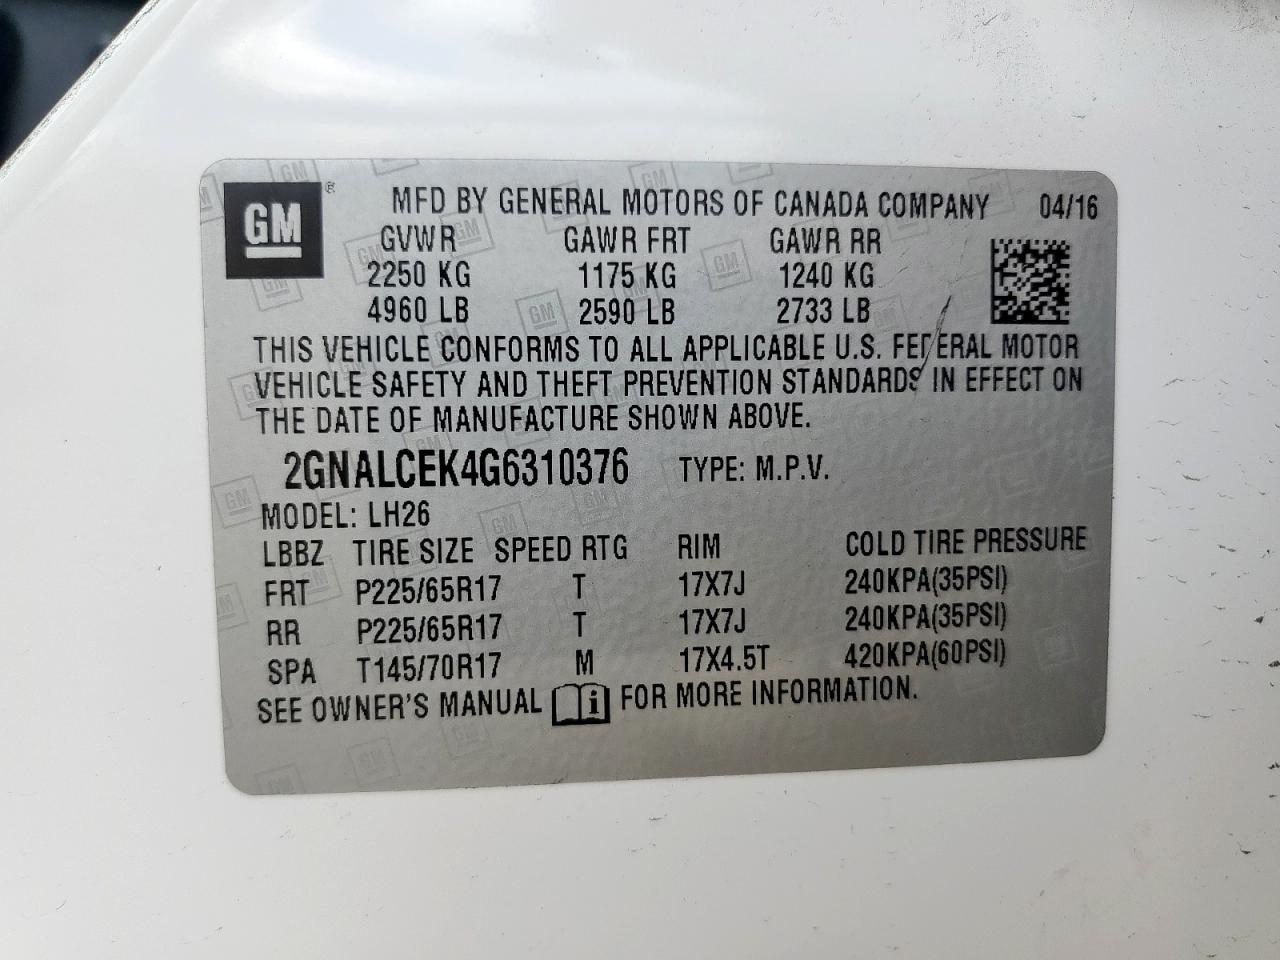 GM ® MFD BY GENERAL MOTORS OF CANADA COMPANY 04/16
GVWR GAWR FRT GAWR RR
2250 KG 1175 KG 1240 KG
4960 LB 2590 LB 2733 LB
THIS VEHICLE CONFORMS TO ALL APPLICABLE U.S. FEDERAL MOTOR
VEHICLE SAFETY AND THEFT PREVENTION STANDARDS IN EFFECT ON
THE DATE OF MANUFACTURE SHOWN ABOVE.
2GNALCEK4G6310376 TYPE: M.P.V.
MODEL: LH26
LBBZ TIRE SIZE SPEED RTG RIM COLD TIRE PRESSURE
FRT P225/65R17 T 17X7J 240KPA(35PSI)
RR P225/65R17 T 17X7J 240KPA(35PSI)
SPA T145/70R17 M 17X4.5T 420KPA(60PSI)
SEE OWNER'S MANUAL i FOR MORE INFORMATION.